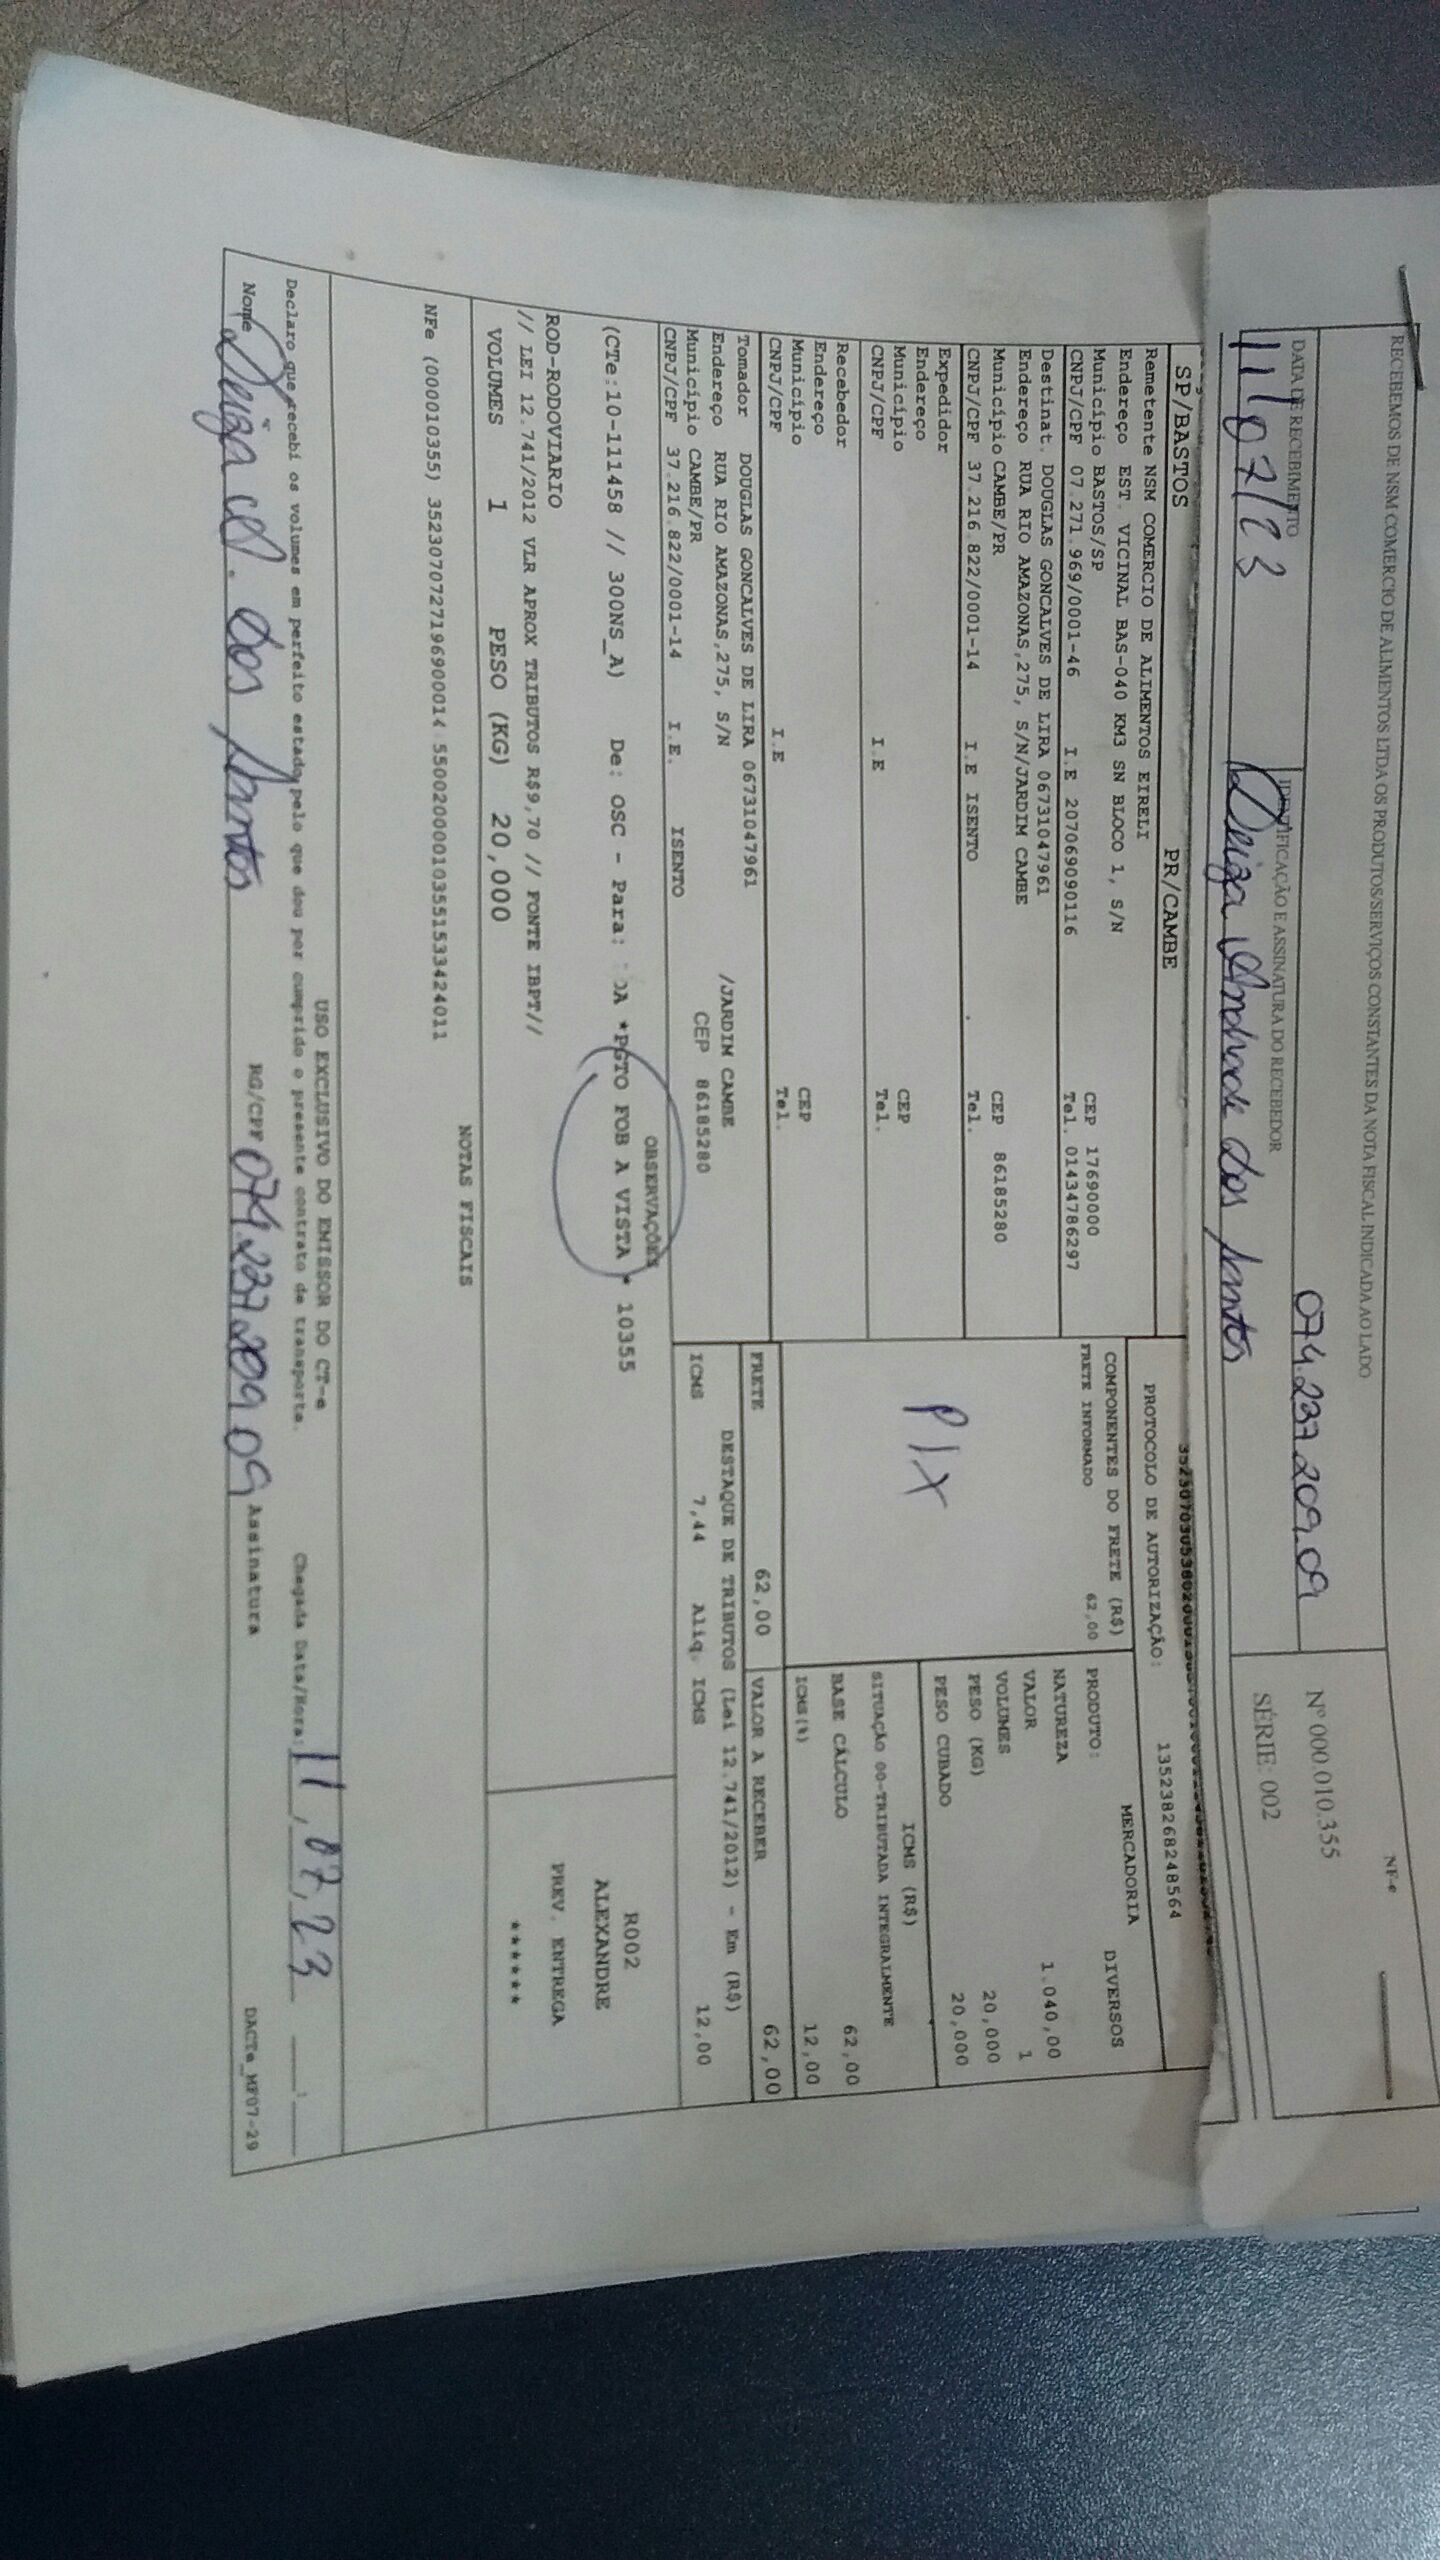 RECEBEMOS DE NSM COMERCIO DE ALIMENTOS LTDA OS PRODUTOS/SERVIÇOS CONSTANTES DA NOTA FISCAL INDICADA AO LADO
NF-e
Nº 000.010.355
SÉRIE: 002
074.237.209.09
DATA DE RECEBIMENTO
IDENTIFICAÇÃO E ASSINATURA DO RECEBEDOR
11/07/23
Andrade dos Santos
SP/BASTOS
PR/CAMBE
PROTOCOLO DE AUTORIZAÇÃO:
135238268248564
Remetente NSM COMERCIO DE ALIMENTOS EIRELI
Endereço EST. VICINAL BAS-040 KM3 SN BLOCO 1, S/N
Município BASTOS/SP CEP 17690000
CNPJ/CPF 07.271.969/0001-46 I.E 207069090116 Tel. 01434786297
Destinat. DOUGLAS GONCALVES DE LIRA 06731047961
Endereço RUA RIO AMAZONAS,275, S/N/JARDIM CAMBE
Município CAMBE/PR CEP 86185280
CNPJ/CPF 37.216.822/0001-14 I.E ISENTO Tel.
Expedidor
Endereço
Município CEP
CNPJ/CPF I.E Tel.
Recebedor
Endereço
Município CEP
CNPJ/CPF I.E Tel.
Tomador DOUGLAS GONCALVES DE LIRA 06731047961
Endereço RUA RIO AMAZONAS,275, S/N /JARDIM CAMBE
Município CAMBE/PR CEP 86185280
CNPJ/CPF 37.216.822/0001-14 I.E. ISENTO
COMPONENTES DO FRETE (R$)
FRETE INFORMADO 62,00
PIX
MERCADORIA
PRODUTO: DIVERSOS
NATUREZA
VALOR 1.040,00
VOLUMES 1
PESO (KG) 20,000
PESO CUBADO 20,000
ICMS (R$)
SITUAÇÃO 00-TRIBUTADA INTEGRALMENTE
BASE CÁLCULO 62,00
ICMS(%) 12,00
FRETE 62,00 VALOR A RECEBER 62,00
DESTAQUE DE TRIBUTOS (Lei 12.741/2012) - Em (R$)
ICMS 7,44 Aliq. ICMS 12,00
OBSERVAÇÕES
(CTe:10-111458 // 300NS_A) De: OSC - Para: *PGTO FOB A VISTA * 10355
ROD-RODOVIARIO
// LEI 12.741/2012 VLR APROX TRIBUTOS R$9,70 // FONTE IBPT//
VOLUMES 1 PESO (KG) 20,000
R002
ALEXANDRE
PREV. ENTREGA
******
NOTAS FISCAIS
NFe (000010355)
USO EXCLUSIVO DO EMISSOR DO CT-e
Declaro que recebi os volumes em perfeito estado pelo que dou por cumprido o presente contrato de transporte. Chegada Data/Hora: 11,07,23
Nome dos Santos RG/CPF 074.237.209 09 Assinatura
DACTe_MF07-29